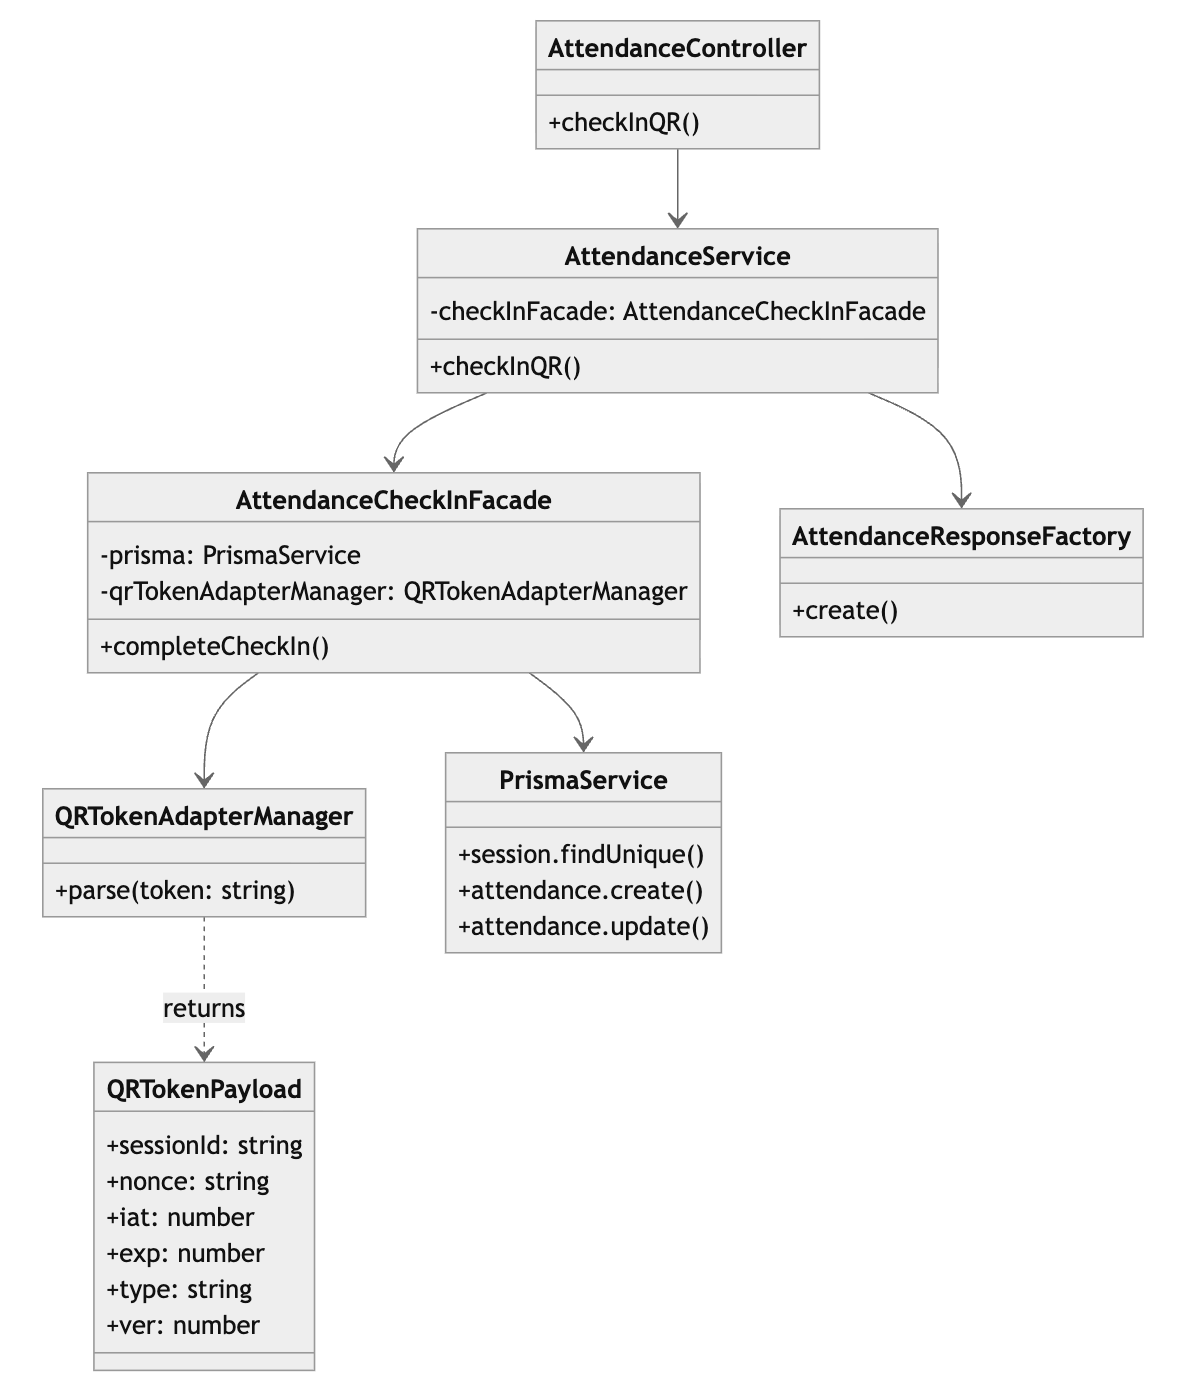 AttendanceController
+checkInQR()
AttendanceService
-checkInFacade: AttendanceCheckInFacade
+checkInQR()
AttendanceCheckInFacade
-prisma: PrismaService
-qrTokenAdapterManager: QRTokenAdapterManager
+completeCheckIn()
AttendanceResponseFactory
+create()
QRTokenAdapterManager
+parse(token: string)
PrismaService
+session.findUnique()
+attendance.create()
+attendance.update()
returns
QRTokenPayload
+sessionId: string
+nonce: string
+iat: number
+exp: number
+type: string
+ver: number